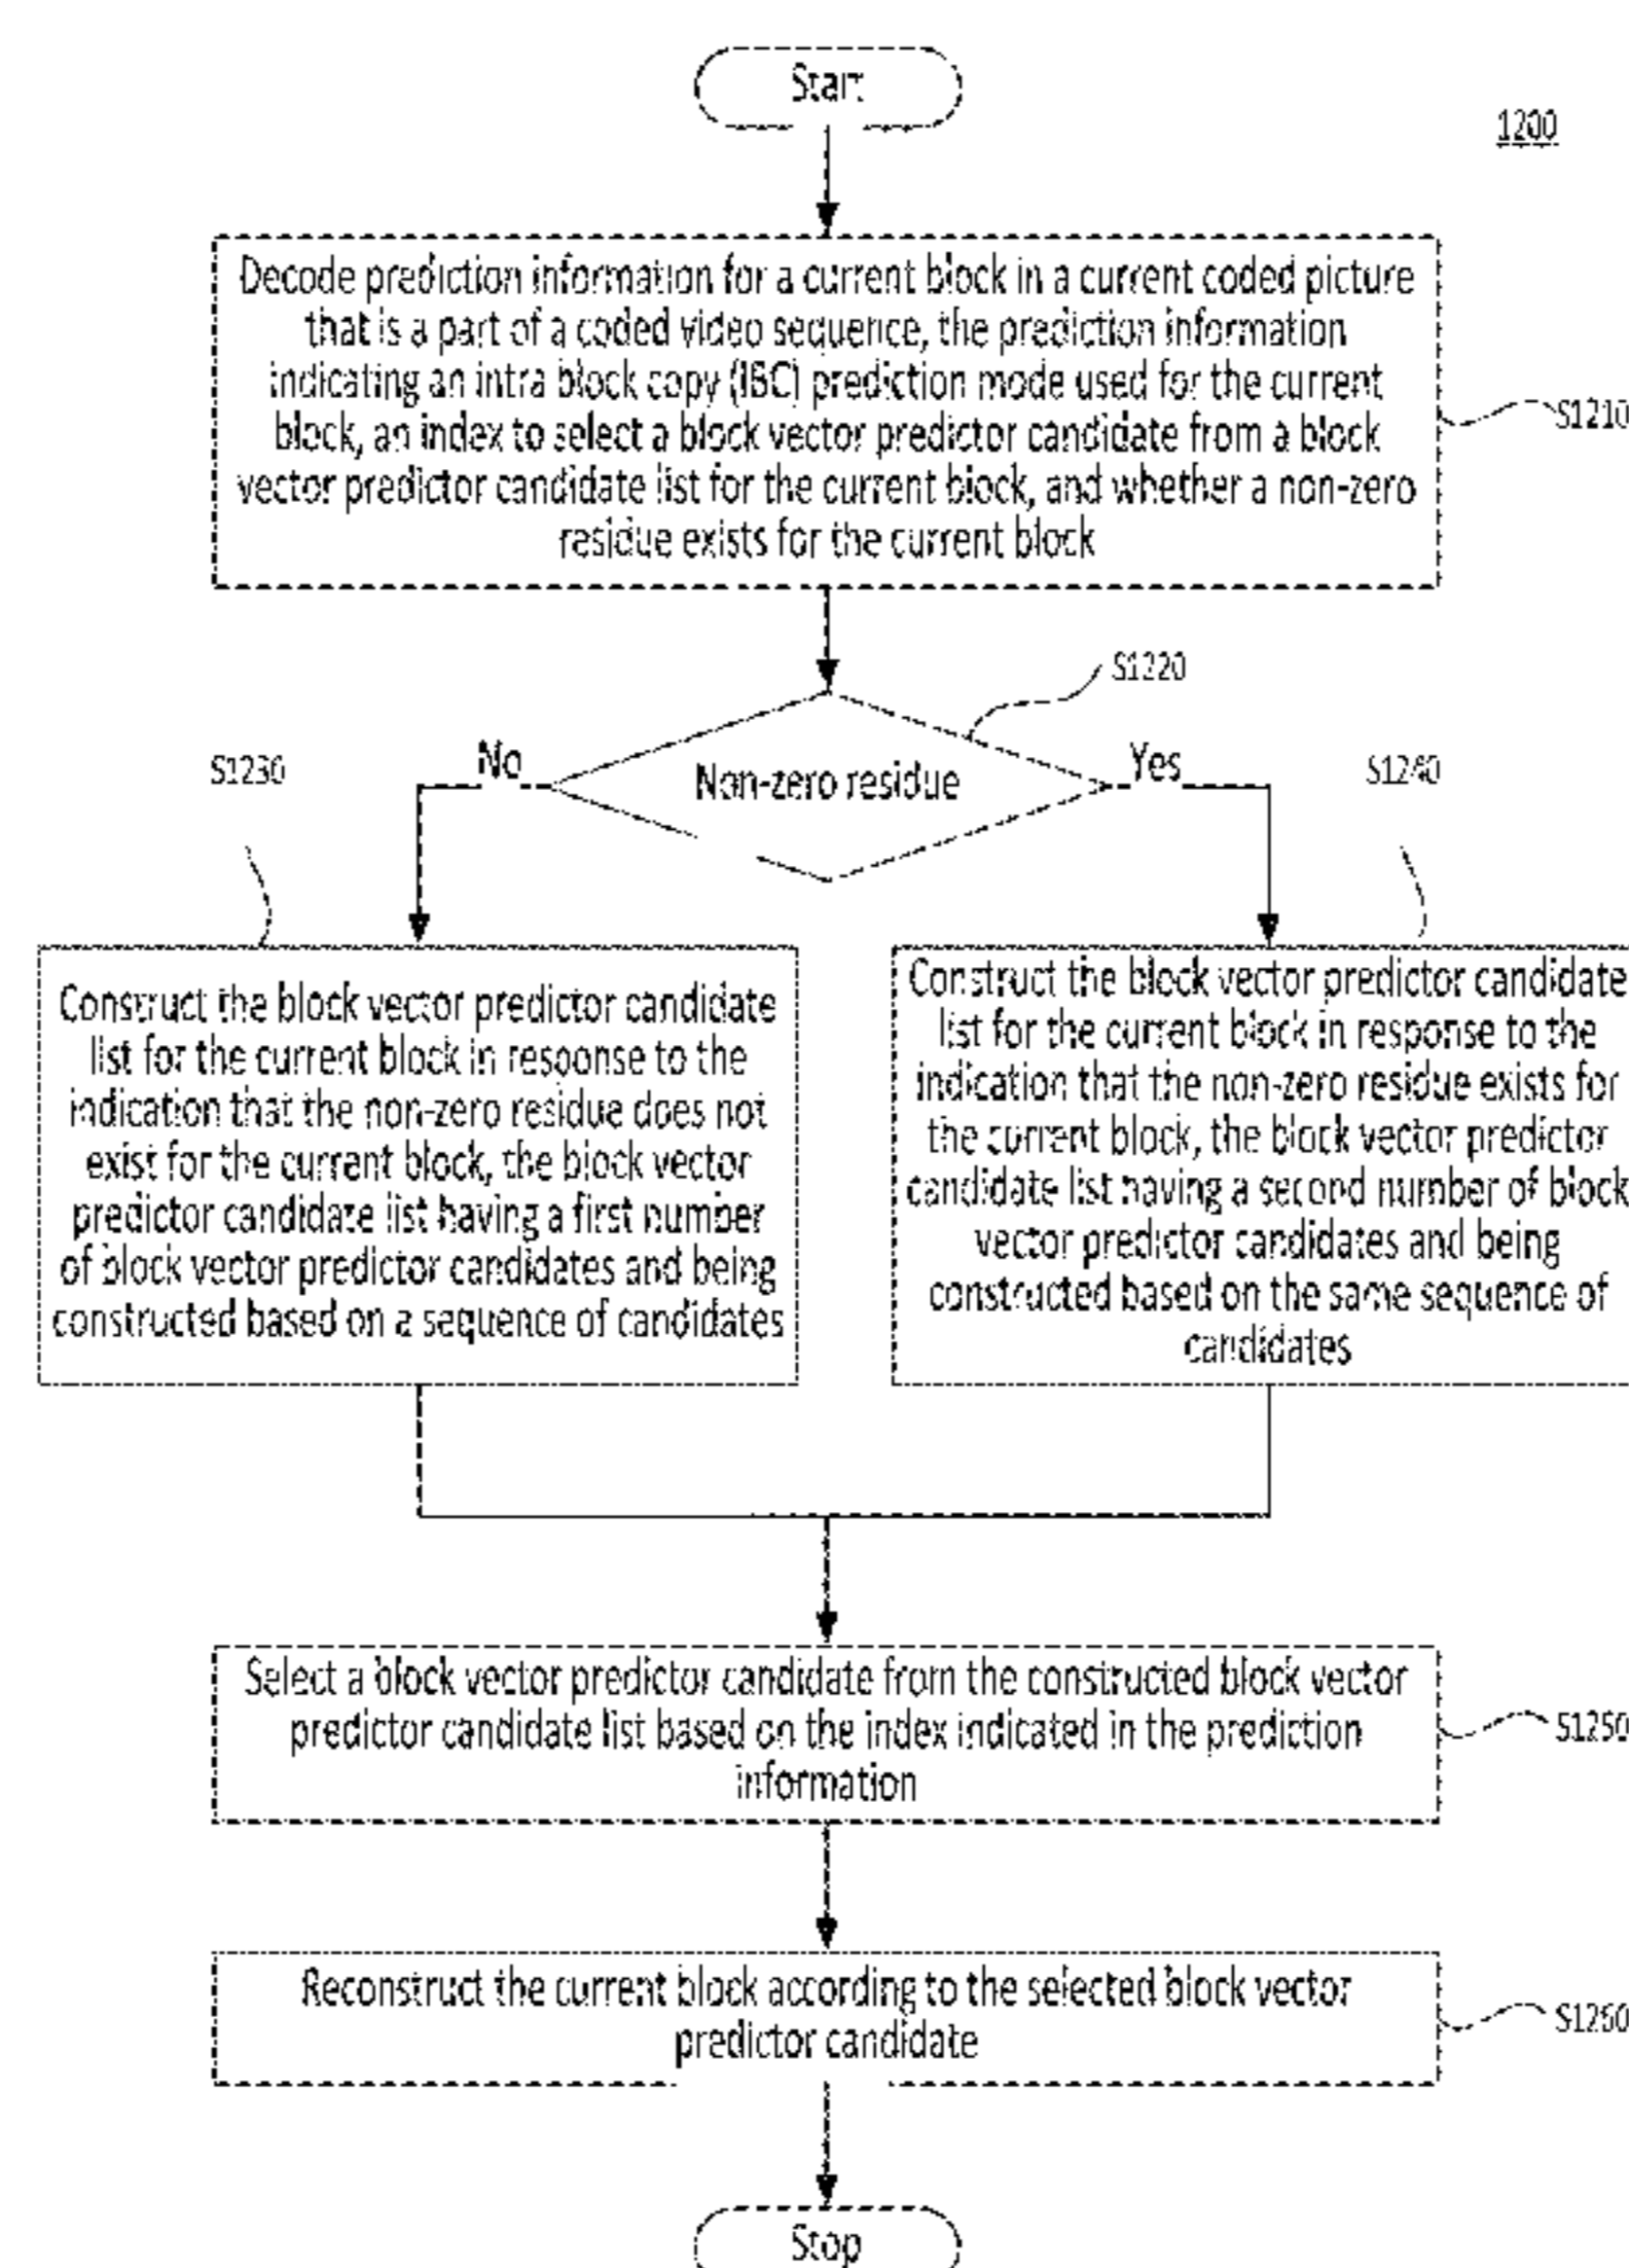 Start
1200
Decode prediction information for a current block in a current coded picture
that is a part of a coded video sequence, the prediction information
indicating an intra block copy (IBC) prediction mode used for the current
block, an index to select a block vector predictor candidate from a block
vector predictor candidate list for the current block, and whether a non-zero
residue exists for the current block
S1210
S1220
Non-zero residue
No
Yes
S1230
S1240
Construct the block vector predictor candidate
list for the current block in response to the
indication that the non-zero residue does not
exist for the current block, the block vector
predictor candidate list having a first number
of block vector predictor candidates and being
constructed based on a sequence of candidates
Construct the block vector predictor candidate
list for the current block in response to the
indication that the non-zero residue exists for
the current block, the block vector predictor
candidate list having a second number of block
vector predictor candidates and being
constructed based on the same sequence of
candidates
Select a block vector predictor candidate from the constructed block vector
predictor candidate list based on the index indicated in the prediction
information
S1250
Reconstruct the current block according to the selected block vector
predictor candidate
S1260
Stop